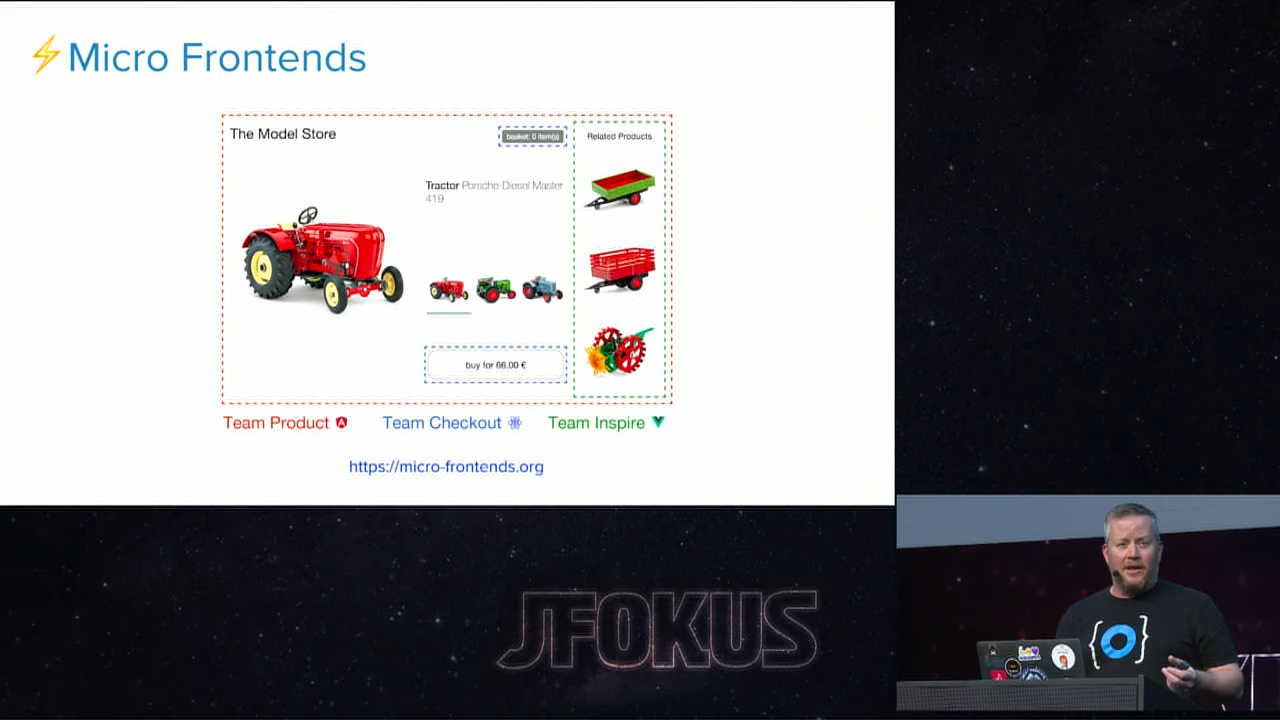 ⚡Micro Frontends
The Model Store
basket: 0 item(s)
Related Products
Tractor Porsche-Diesel Master
419
buy for 66,00 €
Team Product
Team Checkout
Team Inspire
https://micro-frontends.org
JFOKUS